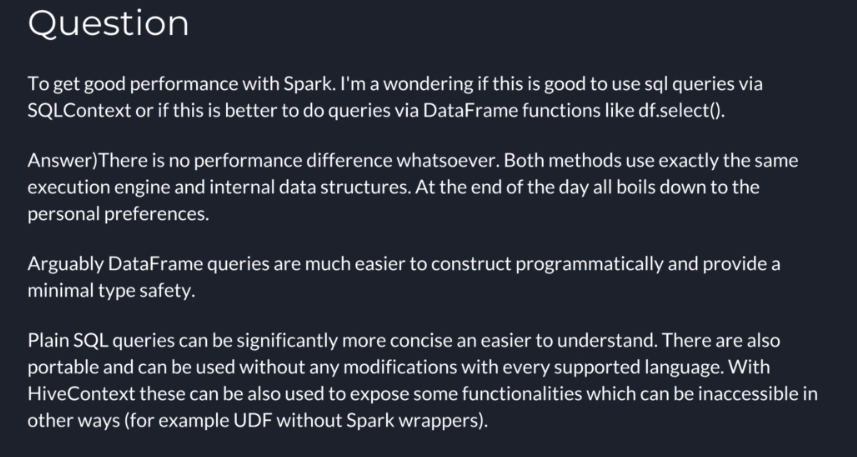 Question
To get good performance with Spark. I'm a wondering if this is good to use sql queries via
SQLContext or if this is better to do queries via DataFrame functions like df.select().
Answer)There is no performance difference whatsoever. Both methods use exactly the same
execution engine and internal data structures. At the end of the day all boils down to the
personal preferences.
Arguably DataFrame queries are much easier to construct programmatically and provide a
minimal type safety.
Plain SQL queries can be significantly more concise an easier to understand. There are also
portable and can be used without any modifications with every supported language. With
HiveContext these can be also used to expose some functionalities which can be inaccessible in
other ways (for example UDF without Spark wrappers).